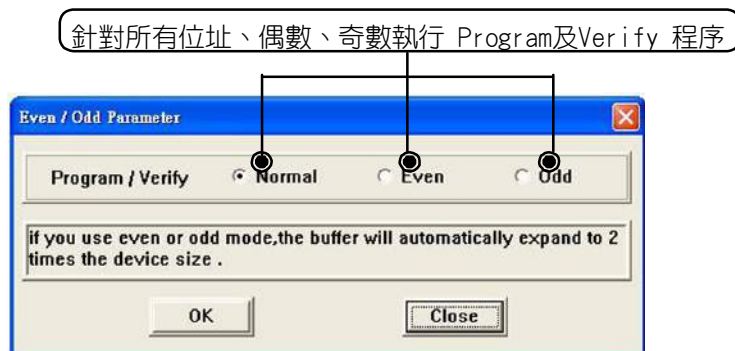 針對所有位址、偶數、奇數執行 Program及Verify 程序
Even / Odd Parameter
Program / Verify Normal Even Odd
if you use even or odd mode,the buffer will automatically expand to 2
times the device size .
OK Close